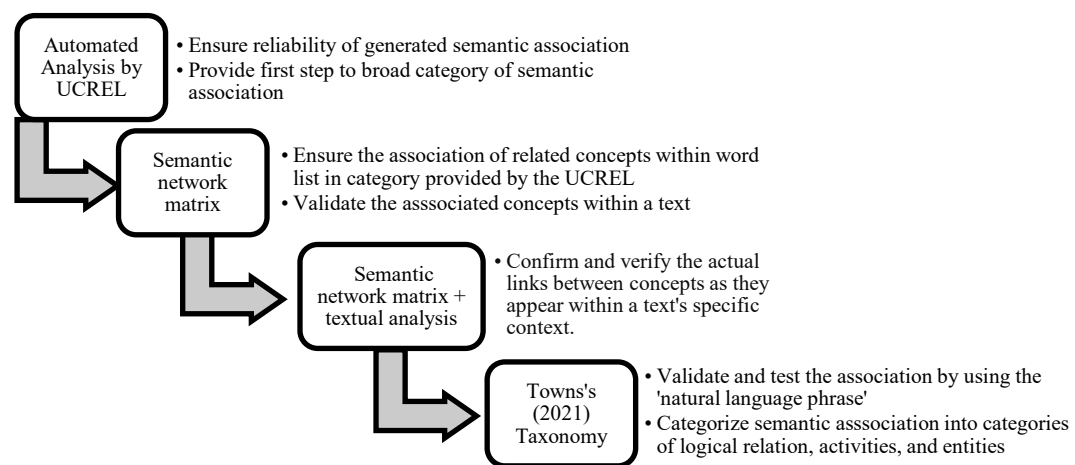 Automated
Analysis by
UCREL
• Ensure reliability of generated semantic association
• Provide first step to broad category of semantic
association
Semantic
network
matrix
• Ensure the association of related concepts within word
list in category provided by the UCREL
• Validate the asssociated concepts within a text
Semantic
network matrix +
textual analysis
• Confirm and verify the actual
links between concepts as they
appear within a text's specific
context.
Towns's
(2021)
Taxonomy
• Validate and test the association by using the
'natural language phrase'
• Categorize semantic asssociation into categories
of logical relation, activities, and entities